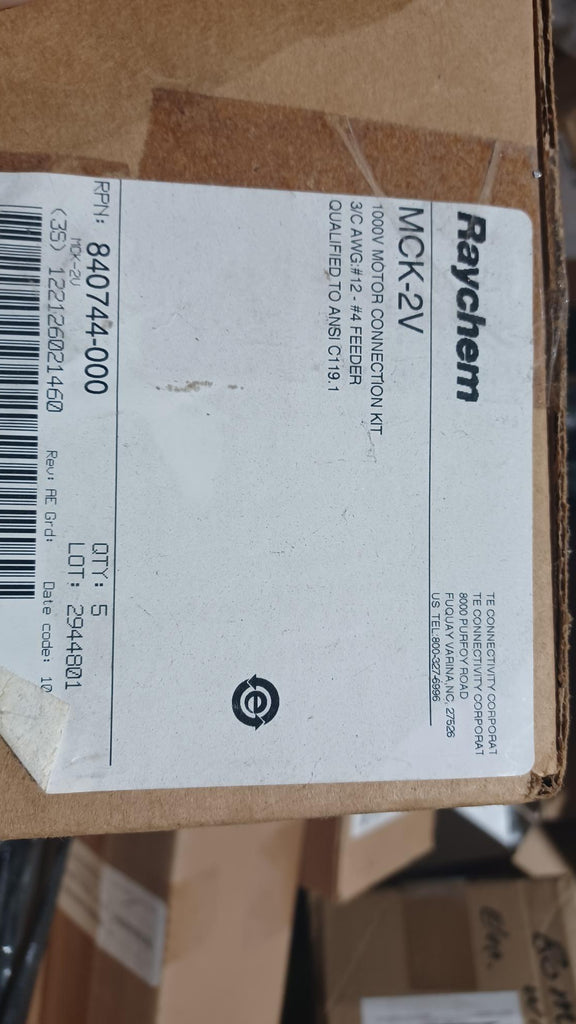 Raychem
TE CONNECTIVITY CORPORAT
TE CONNECTIVITY CORPORAT
8000 PURFOY ROAD
FUQUAY VARINA,NC, 27526
US TEL:800-327-6996
MCK-2V
1000V MOTOR CONNECTION KIT
3/C AWG:#12 - #4 FEEDER
QUALIFIED TO ANSI C119.1
e
RPN: 840744-000
QTY: 5
MCK-2V
LOT: 2944801
(3S) 122126021460
Rev: AE Grd:
Date code: 10